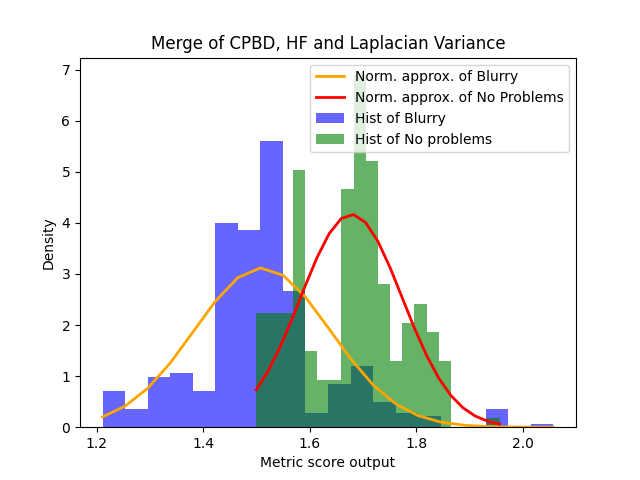 Merge of CPBD, HF and Laplacian Variance
Norm. approx. of Blurry
Norm. approx. of No Problems
Hist of Blurry
Hist of No problems
Density
7
6
5
4
3
2
1
0
1.2 1.4 1.6 1.8 2.0
Metric score output